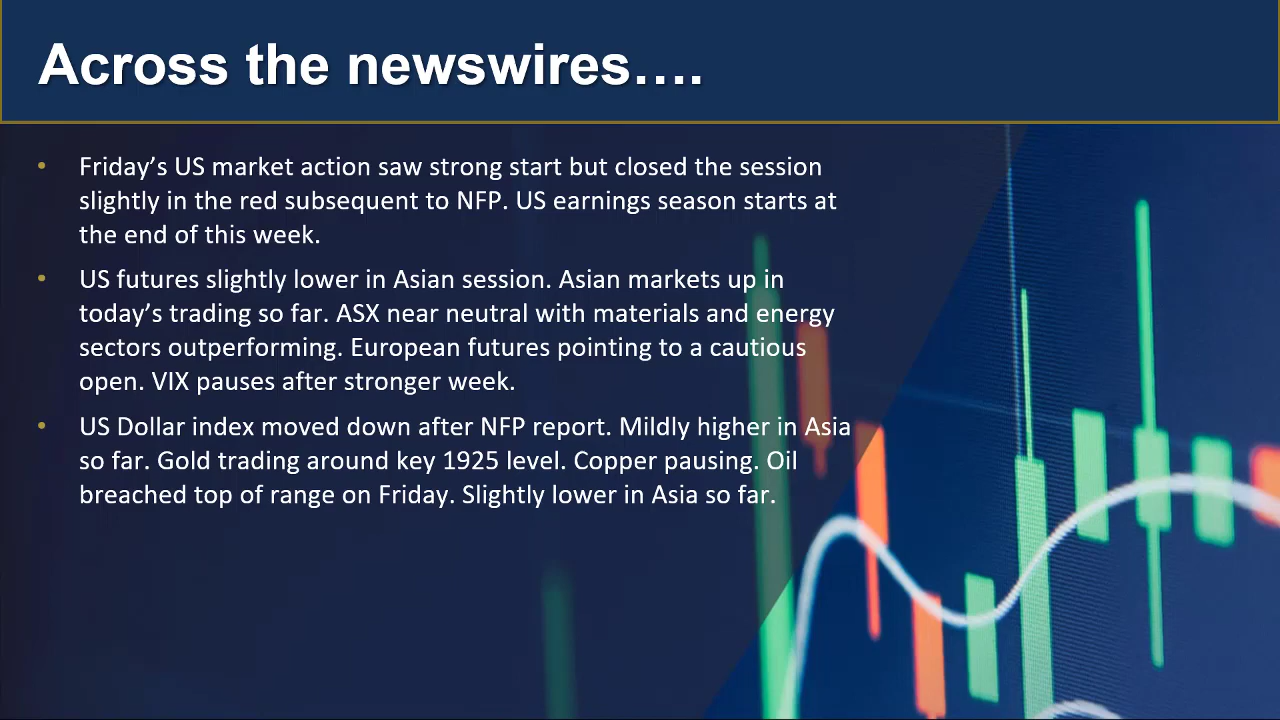 Across the newswires….
• Friday’s US market action saw strong start but closed the session
slightly in the red subsequent to NFP. US earnings season starts at
the end of this week.
• US futures slightly lower in Asian session. Asian markets up in
today’s trading so far. ASX near neutral with materials and energy
sectors outperforming. European futures pointing to a cautious
open. VIX pauses after stronger week.
• US Dollar index moved down after NFP report. Mildly higher in Asia
so far. Gold trading around key 1925 level. Copper pausing. Oil
breached top of range on Friday. Slightly lower in Asia so far.